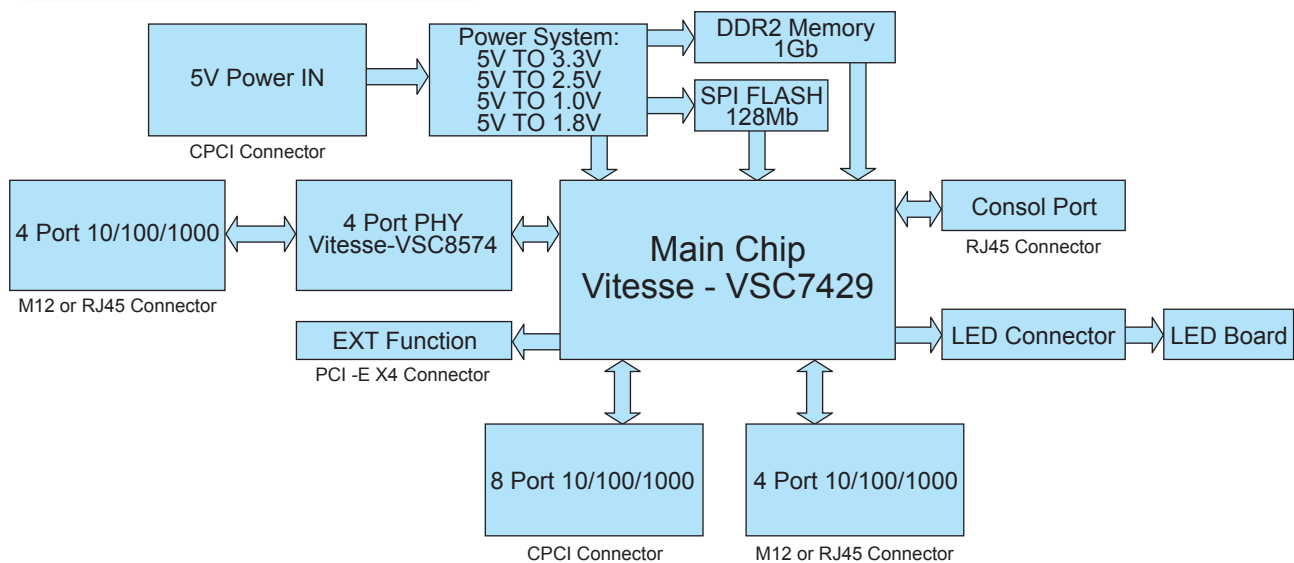 5V Power IN
CPCI Connector
Power System:
5V TO 3.3V
5V TO 2.5V
5V TO 1.0V
5V TO 1.8V
DDR2 Memory
1Gb
SPI FLASH
128Mb
4 Port 10/100/1000
M12 or RJ45 Connector
4 Port PHY
Vitesse-VSC8574
Main Chip
Vitesse - VSC7429
Consol Port
RJ45 Connector
EXT Function
PCI -E X4 Connector
LED Connector
LED Board
8 Port 10/100/1000
CPCI Connector
4 Port 10/100/1000
M12 or RJ45 Connector